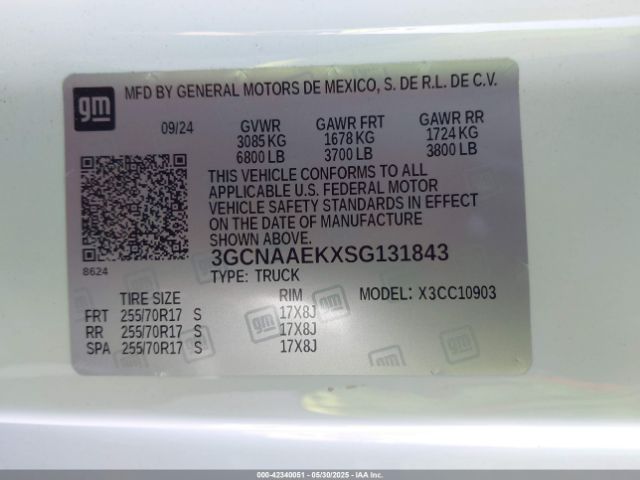 gm
MFD BY GENERAL MOTORS DE MEXICO, S. DE R.L. DE C.V.
09/24 GVWR GAWR FRT GAWR RR
3085 KG 1678 KG 1724 KG
6800 LB 3700 LB 3800 LB
THIS VEHICLE CONFORMS TO ALL
APPLICABLE U.S. FEDERAL MOTOR
VEHICLE SAFETY STANDARDS IN EFFECT
ON THE DATE OF MANUFACTURE
SHOWN ABOVE.
8624
3GCNAAEKXSG131843
TYPE: TRUCK
TIRE SIZE RIM MODEL: X3CC10903
FRT 255/70R17 S 17X8J
RR 255/70R17 S 17X8J
SPA 255/70R17 S 17X8J
gm
gm
000-42340051 - 05/30/2025 - IAA Inc.